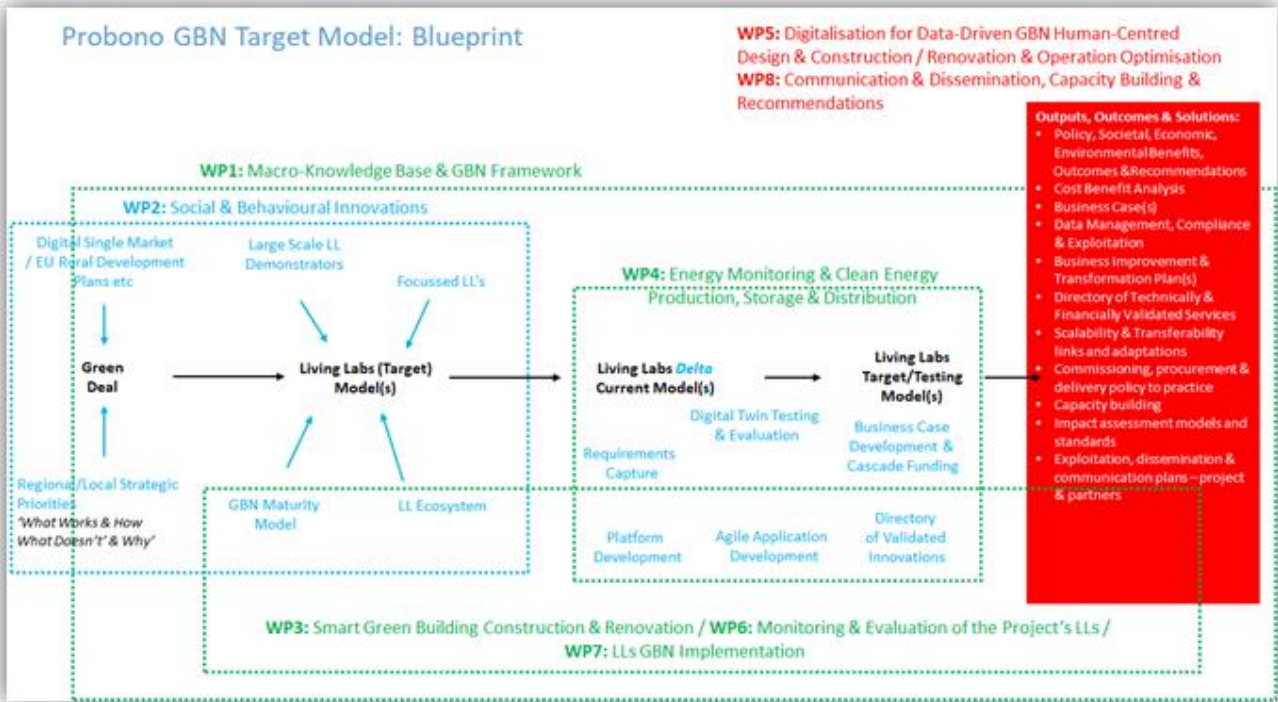 Probono GBN Target Model: Blueprint
WP5: Digitalisation for Data-Driven GBN Human-Centred
Design & Construction / Renovation & Operation Optimisation
WP8: Communication & Dissemination, Capacity Building &
Recommendations
WP1: Macro-Knowledge Base & GBN Framework
WP2: Social & Behavioural Innovations
Digital Single Market
/ EU Rural Development
Plans etc
Large Scale LL
Demonstrators
Focussed LL's
Green
Deal
Living Labs (Target)
Model(s)
Regional/Local Strategic
Priorities
'What Works & How
What Doesn't' & Why'
GBN Maturity
Model
LL Ecosystem
WP4: Energy Monitoring & Clean Energy
Production, Storage & Distribution
Living Labs Delta
Current Model(s)
Living Labs
Target/Testing
Model(s)
Digital Twin Testing
& Evaluation
Requirements
Capture
Business Case
Development &
Cascade Funding
Platform
Development
Agile Application
Development
Directory
of Validated
Innovations
WP3: Smart Green Building Construction & Renovation / WP6: Monitoring & Evaluation of the Project's LLs /
WP7: LLs GBN Implementation
Outputs, Outcomes & Solutions:
• Policy, Societal, Economic,
Environmental Benefits,
Outcomes & Recommendations
• Cost Benefit Analysis
• Business Case(s)
• Data Management, Compliance
& Exploitation
• Business Improvement &
Transformation Plan(s)
• Directory of Technically &
Financially Validated Services
• Scalability & Transferability
links and adaptations
• Commissioning, procurement &
delivery policy to practice
• Capacity building
• Impact assessment models and
standards
• Exploitation, dissemination &
communication plans – project
& partners